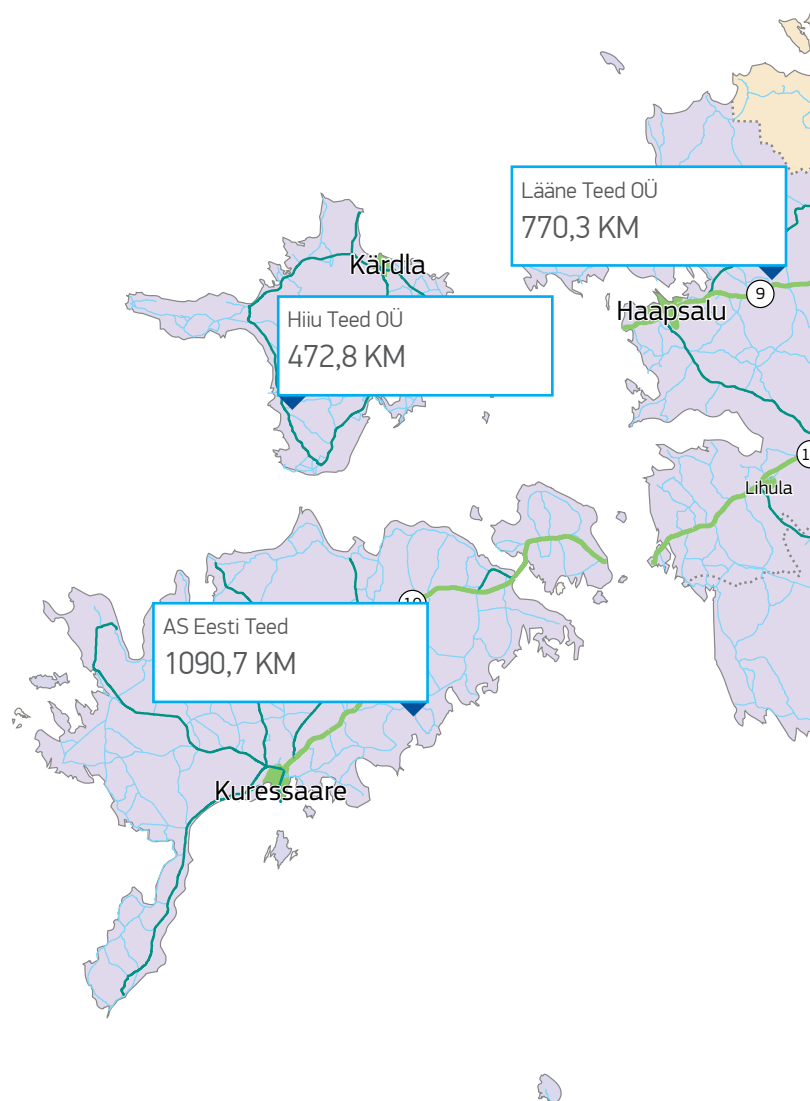 Lääne Teed OÜ
770,3 KM
Kärdla
9
Haapsalu
Hiiu Teed OÜ
472,8 KM
Lihula
AS Eesti Teed
1090,7 KM
Kuressaare